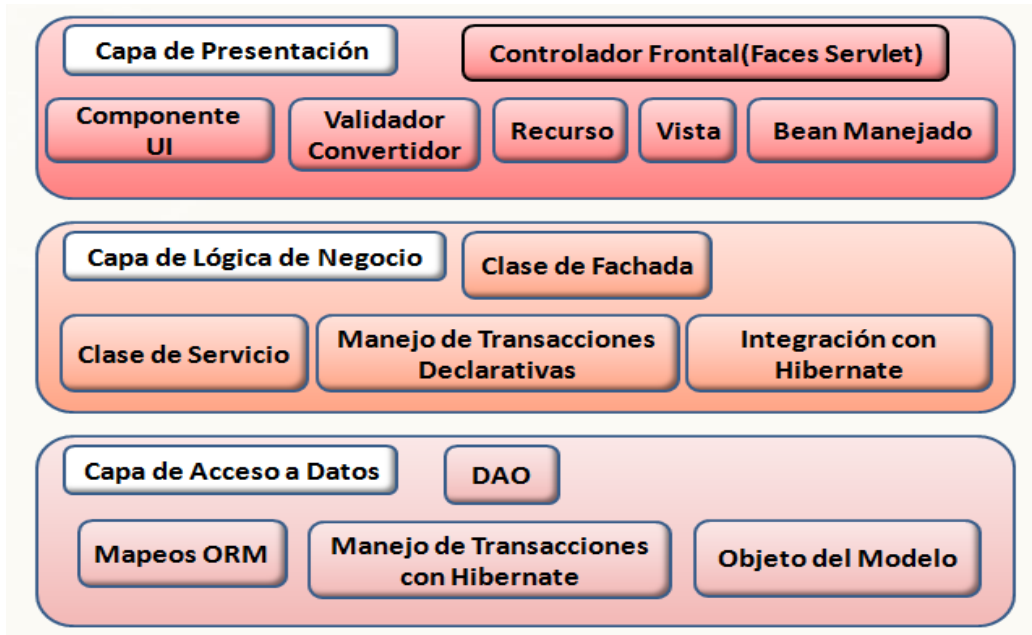 Capa de Presentación
Controlador Frontal(Faces Servlet)
Componente
UI
Validador
Convertidor
Recurso
Vista
Bean Manejado
Capa de Lógica de Negocio
Clase de Fachada
Clase de Servicio
Manejo de Transacciones
Declarativas
Integración con
Hibernate
Capa de Acceso a Datos
DAO
Mapeos ORM
Manejo de Transacciones
con Hibernate
Objeto del Modelo